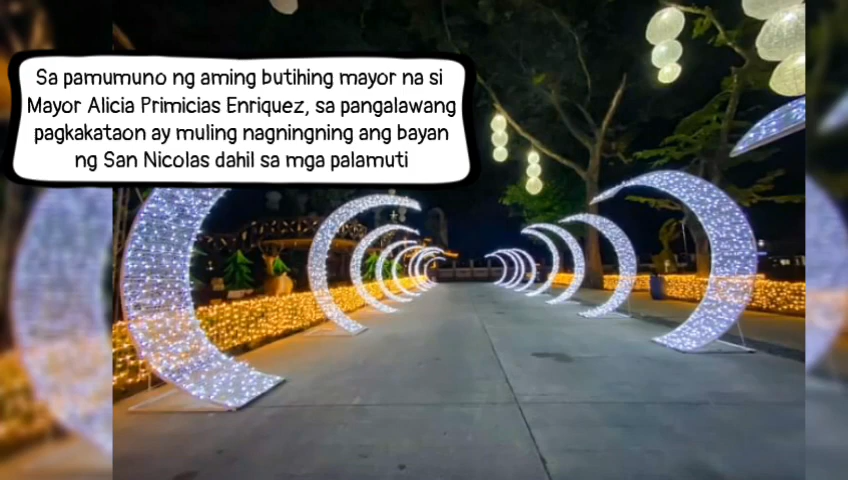 Sa pamumuno ng aming butihing mayor na si
Mayor Alicia Primicias Enriquez, sa pangalawang
pagkakataon ay muling nagningning ang bayan
ng San Nicolas dahil sa mga palamuti